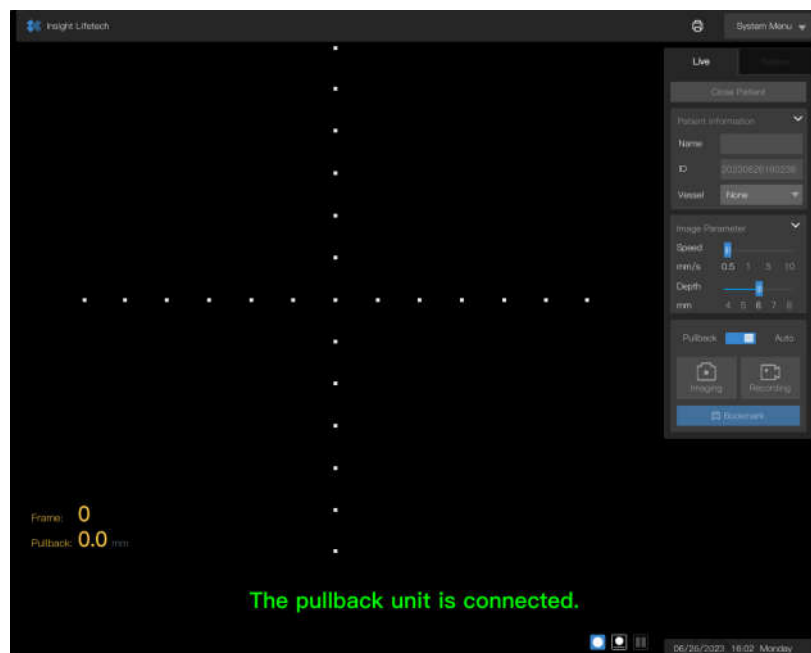 Insight Lifetech
System Menu
Live
Close Patient
Patient Information
Name
ID 20230626160238
Vessel None
Image Parameter
Speed
mm/s 0.5 1 5 10
Depth
mm 4 5 6 7 8
Pullback Auto
Imaging Recording
Bookmark
Frame: 0
Pullback: 0.0 mm
The pullback unit is connected.
06/26/2023 16:02 Monday